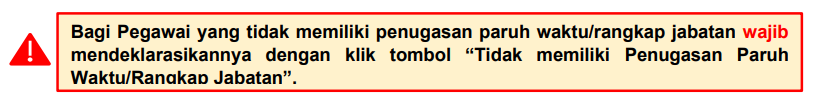 Bagi Pegawai yang tidak memiliki penugasan paruh waktu/rangkap jabatan wajib
mendeklarasikannya dengan klik tombol “Tidak memiliki Penugasan Paruh
Waktu/Rangkap Jabatan”.